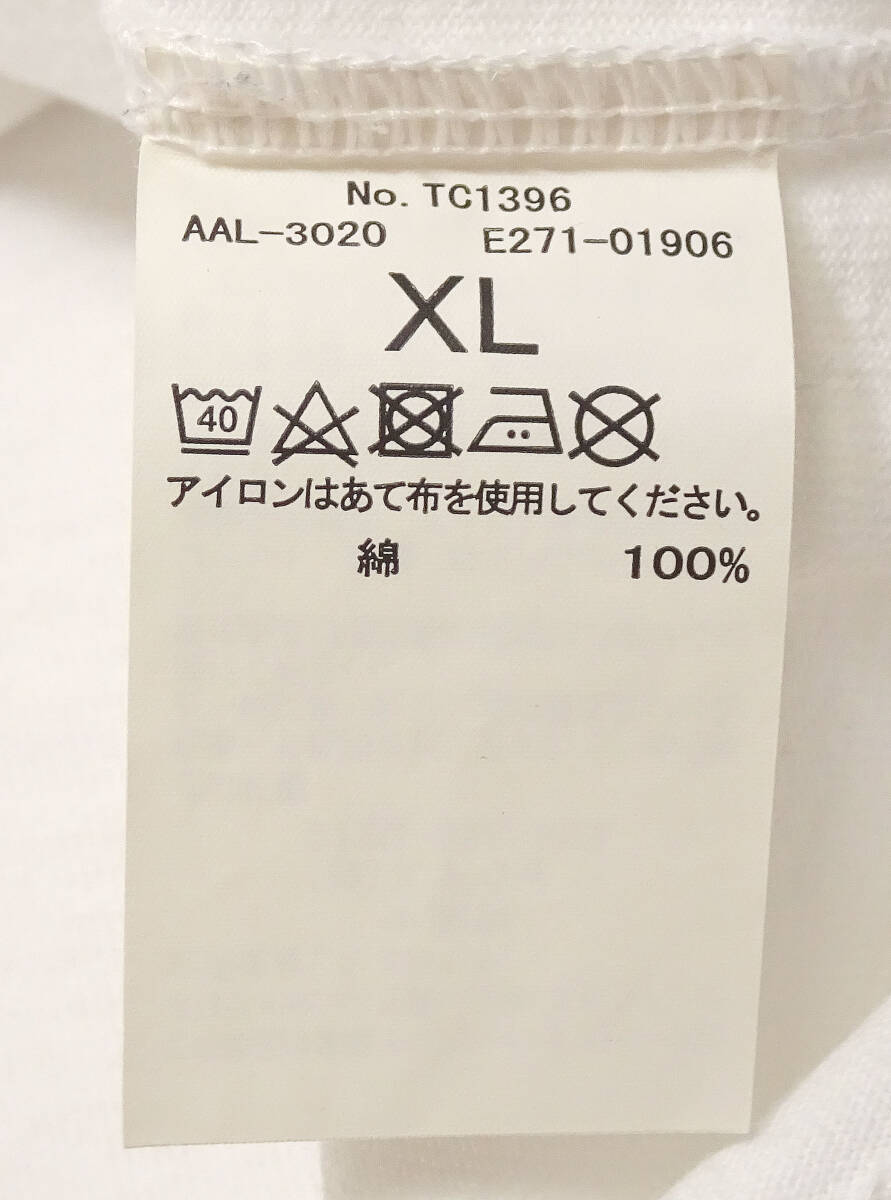 No. TC1396
AAL-3020 E271-01906
XL
40
アイロンはあて布を使用してください。
綿 100%